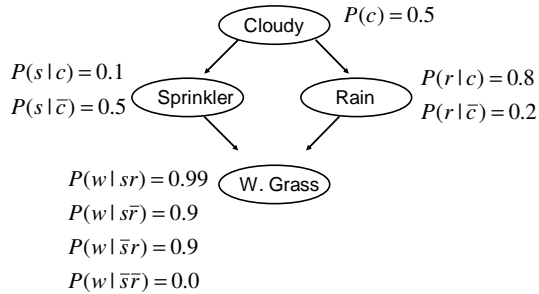 Cloudy
P(c) = 0.5
P(s | c) = 0.1
P(s | c̅) = 0.5
Sprinkler
Rain
P(r | c) = 0.8
P(r | c̅) = 0.2
W. Grass
P(w | sr) = 0.99
P(w | sr̅) = 0.9
P(w | s̅r) = 0.9
P(w | s̅r̅) = 0.0